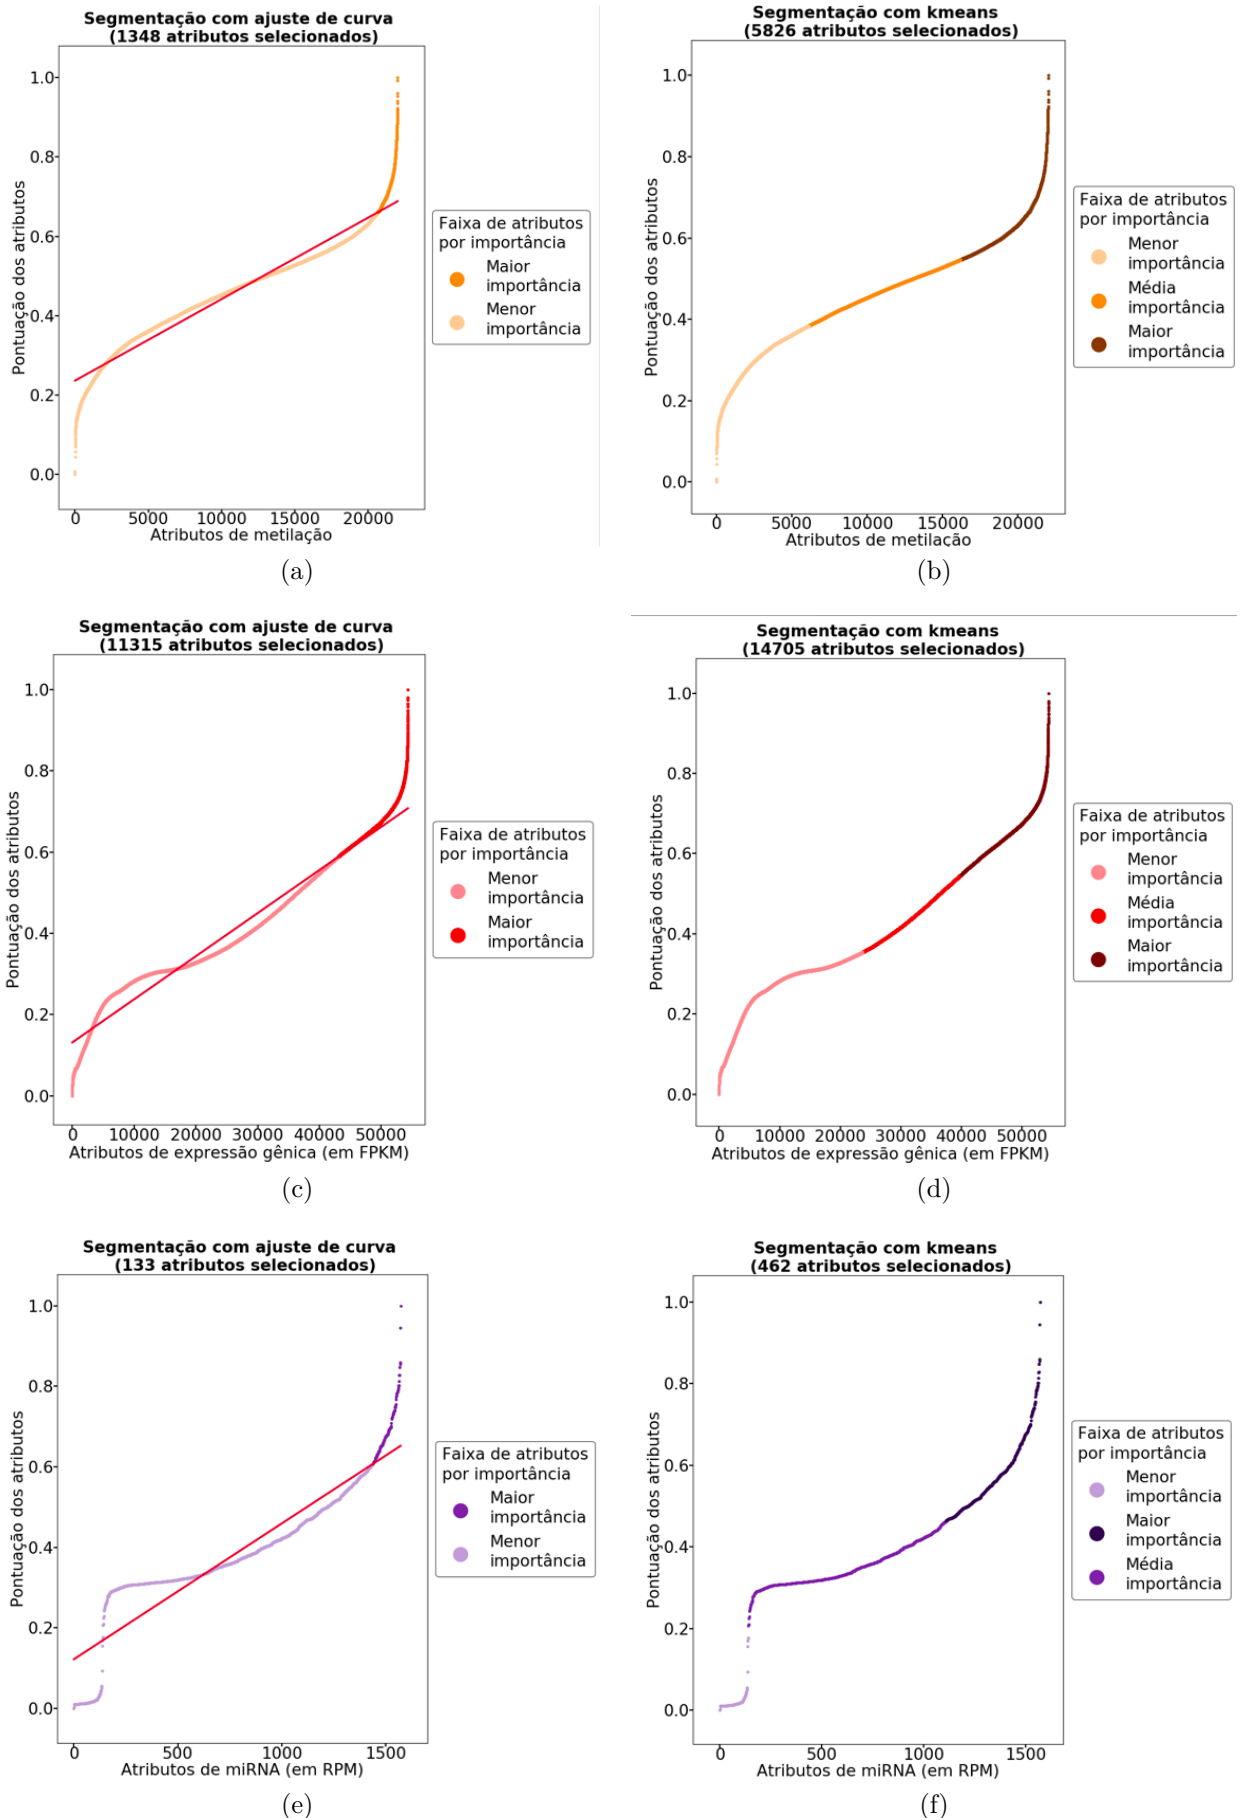 Segmentação com ajuste de curva
(1348 atributos selecionados)
1.0
0.8
0.6
0.4
0.2
0.0
Pontuação dos atributos
0 5000 10000 15000 20000
Atributos de metilação
Faixa de atributos
por importância
Maior
importância
Menor
importância
(a)
Segmentação com kmeans
(5826 atributos selecionados)
1.0
0.8
0.6
0.4
0.2
0.0
Pontuação dos atributos
0 5000 10000 15000 20000
Atributos de metilação
Faixa de atributos
por importância
Menor
importância
Média
importância
Maior
importância
(b)
Segmentação com ajuste de curva
(11315 atributos selecionados)
1.0
0.8
0.6
0.4
0.2
0.0
Pontuação dos atributos
0 10000 20000 30000 40000 50000
Atributos de expressão gênica (em FPKM)
Faixa de atributos
por importância
Menor
importância
Maior
importância
(c)
Segmentação com kmeans
(14705 atributos selecionados)
1.0
0.8
0.6
0.4
0.2
0.0
Pontuação dos atributos
0 10000 20000 30000 40000 50000
Atributos de expressão gênica (em FPKM)
Faixa de atributos
por importância
Menor
importância
Média
importância
Maior
importância
(d)
Segmentação com ajuste de curva
(133 atributos selecionados)
1.0
0.8
0.6
0.4
0.2
0.0
Pontuação dos atributos
0 500 1000 1500
Atributos de miRNA (em RPM)
Faixa de atributos
por importância
Maior
importância
Menor
importância
(e)
Segmentação com kmeans
(462 atributos selecionados)
1.0
0.8
0.6
0.4
0.2
0.0
Pontuação dos atributos
0 500 1000 1500
Atributos de miRNA (em RPM)
Faixa de atributos
por importância
Menor
importância
Maior
importância
Média
importância
(f)